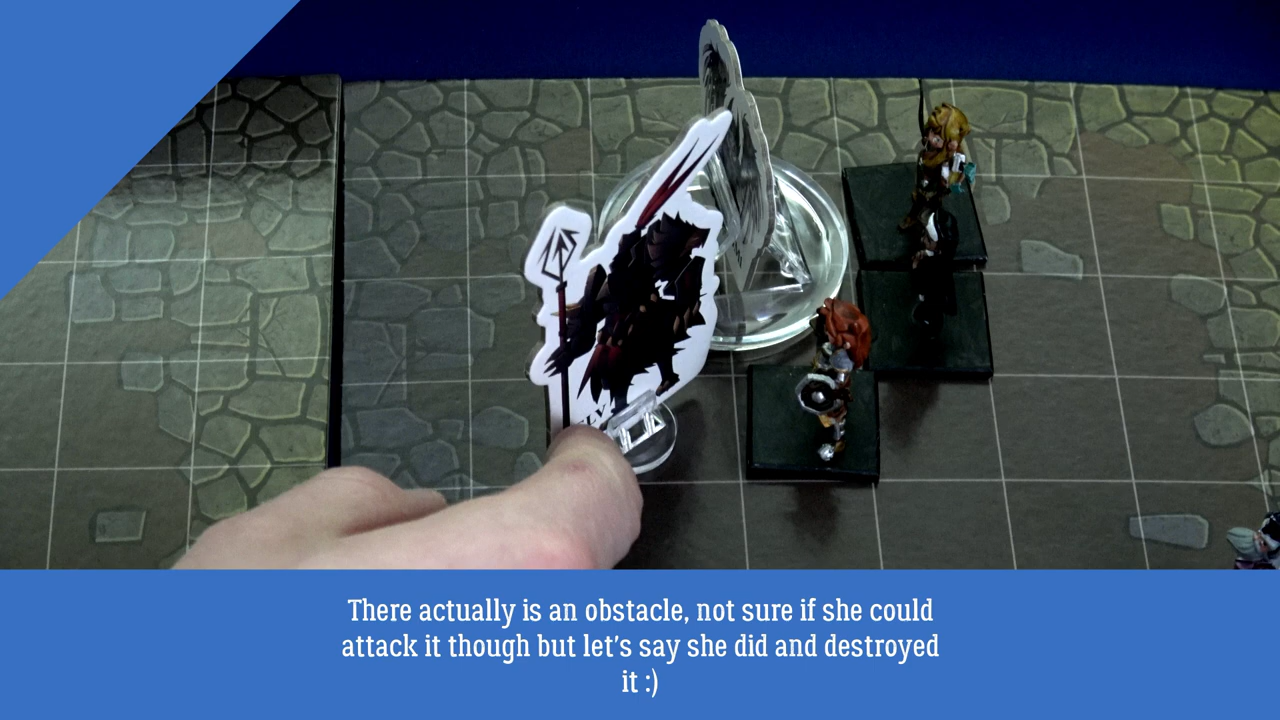 There actually is an obstacle, not sure if she could
attack it though but let's say she did and destroyed
it :)